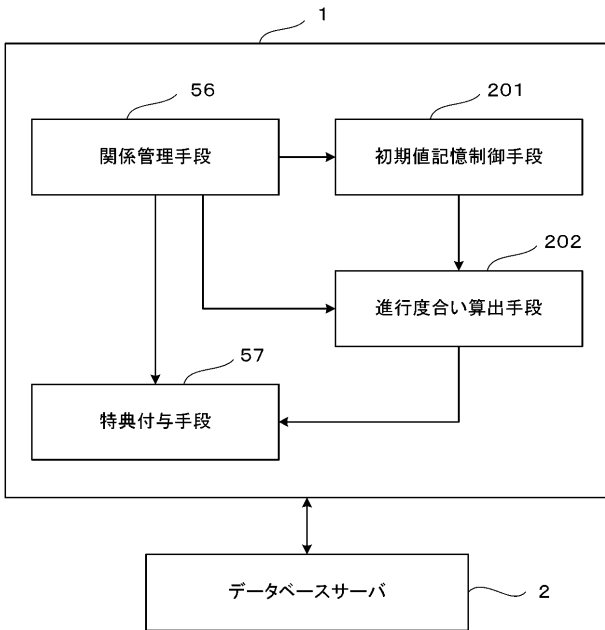 1
56
201
関係管理手段
初期値記憶制御手段
202
進行度合い算出手段
57
特典付与手段
データベースサーバ
2